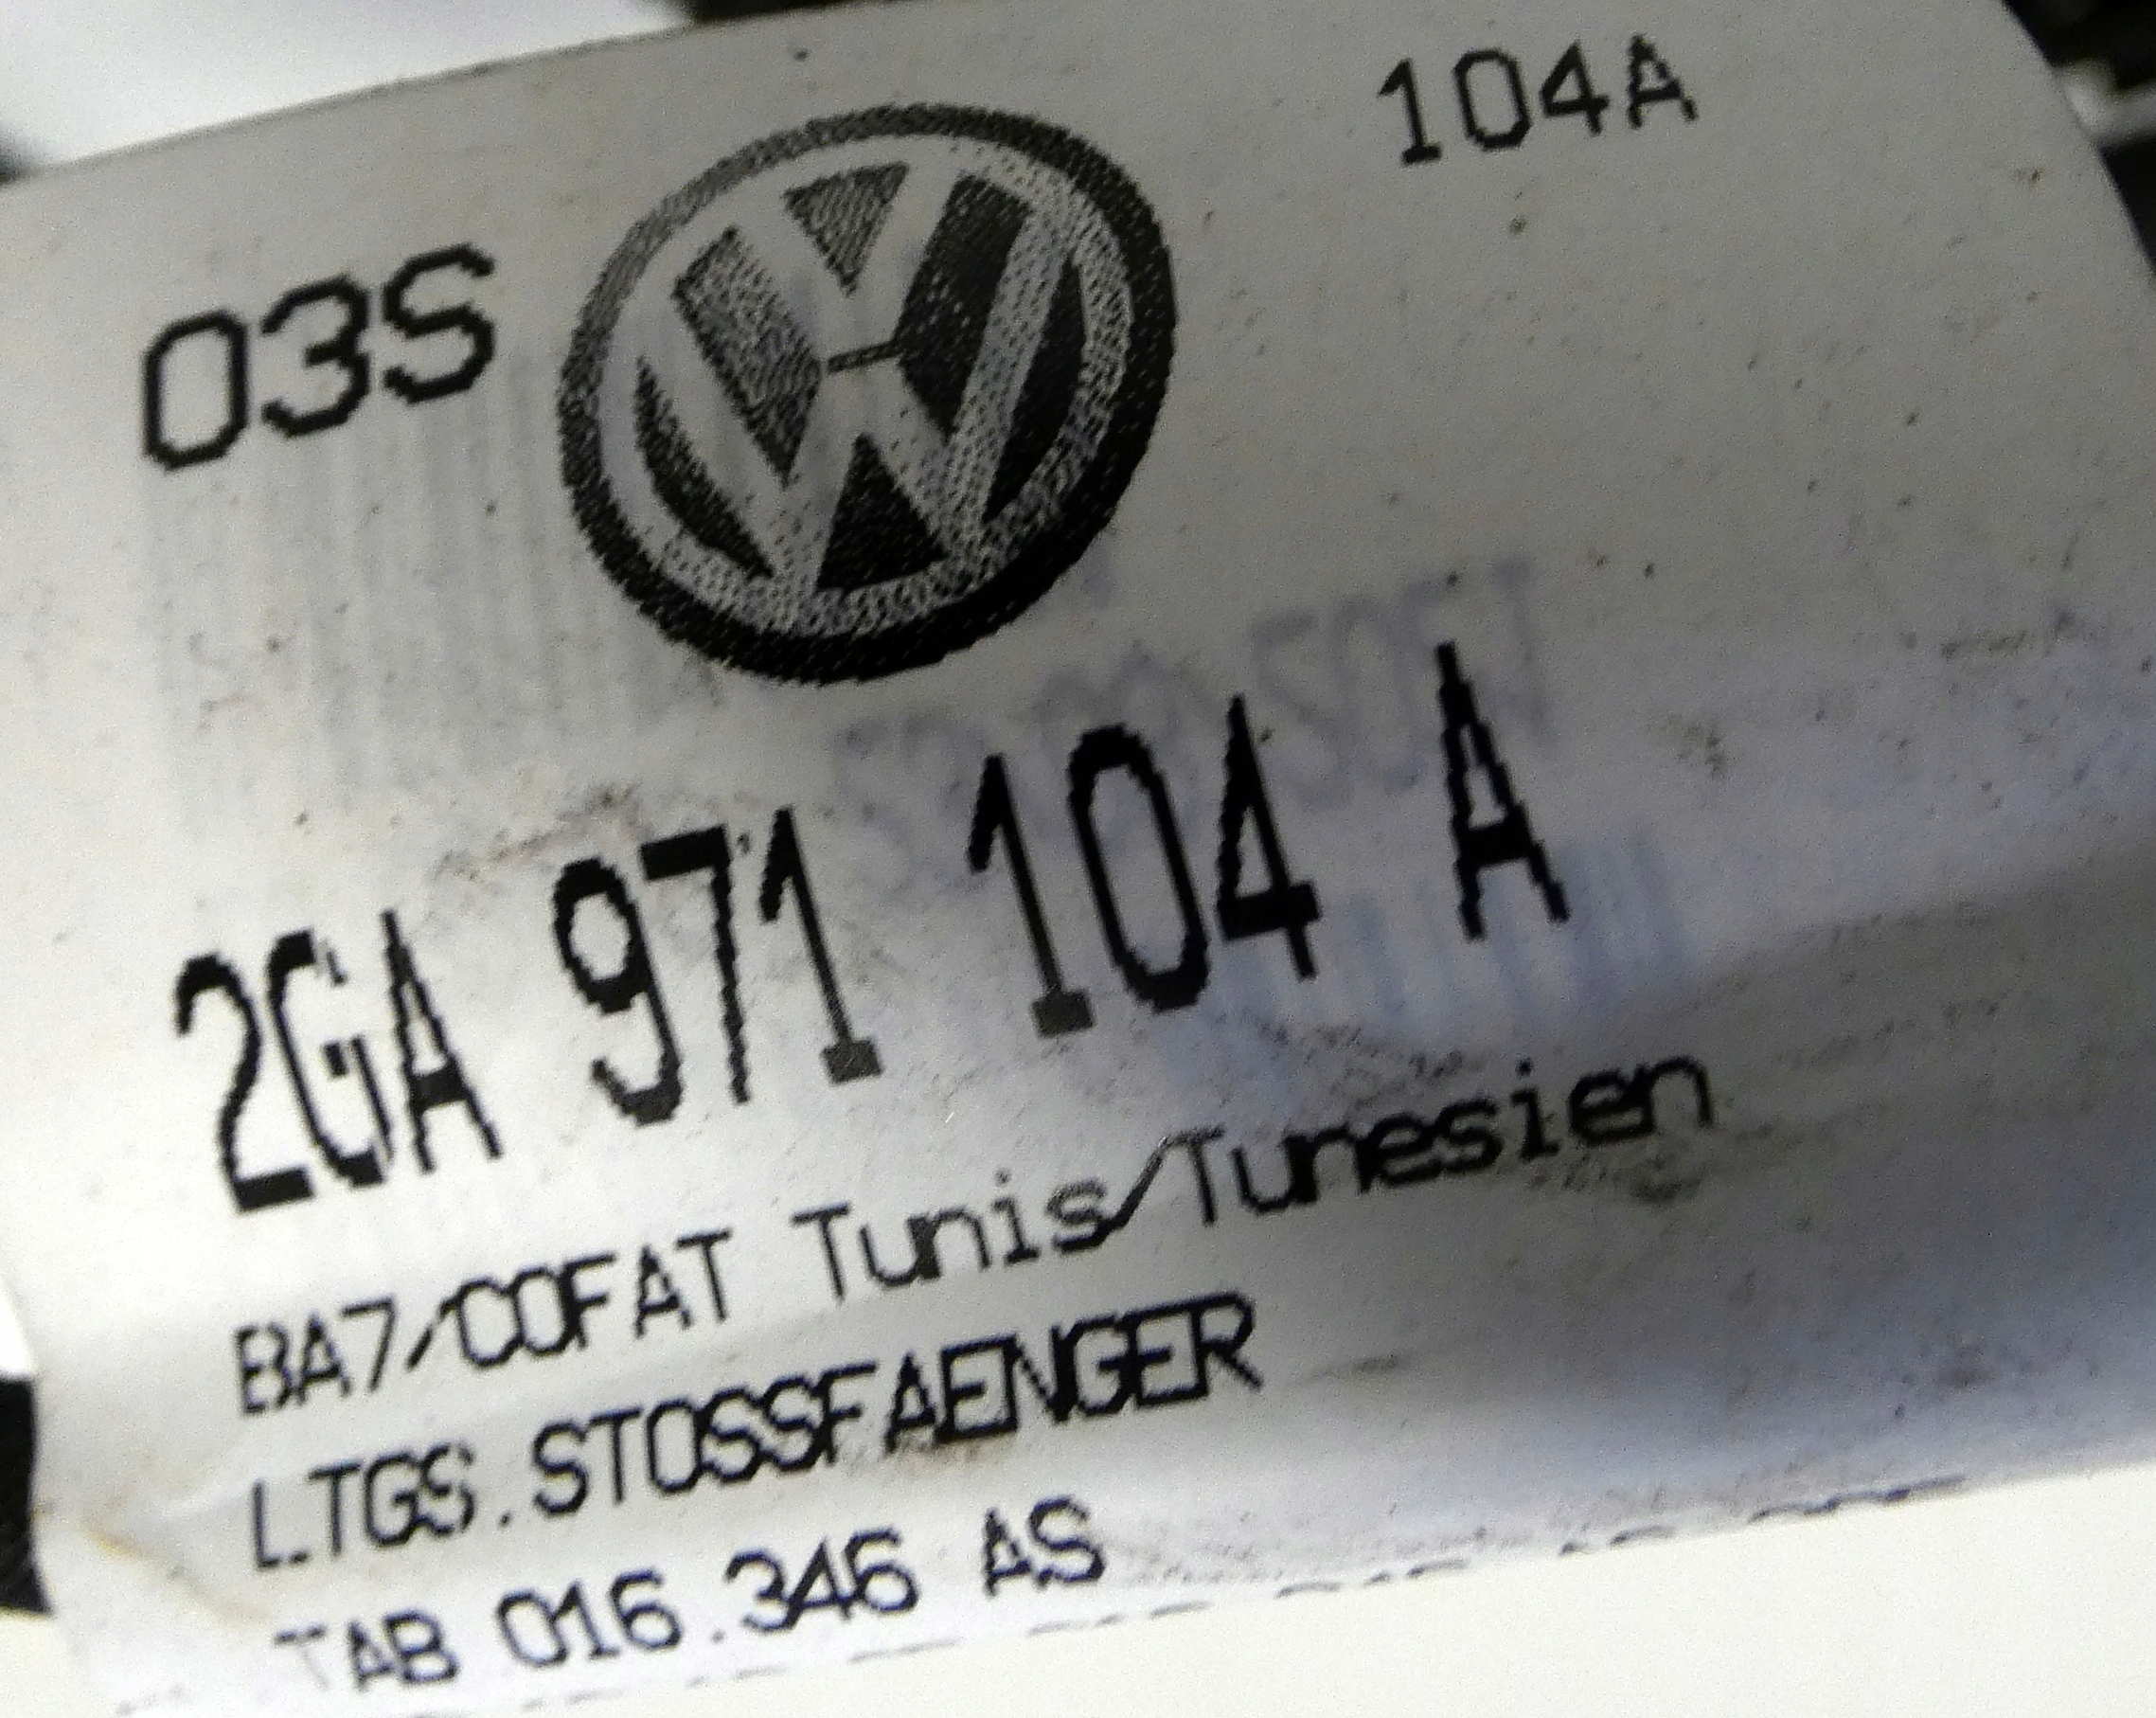 104A
03S
2GA 971 104 A
BA7/COFAT Tunis/Tunesien
LTGS.STOSSFAENGER
TAB 016.346 AS